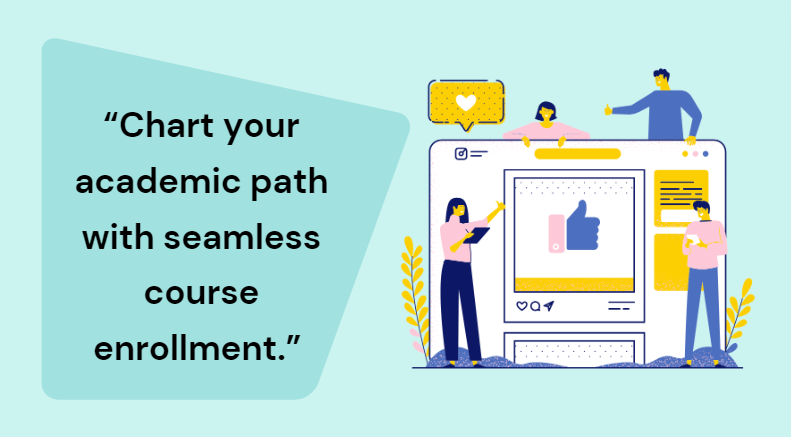 “Chart your
academic path
with seamless
course
enrollment.”